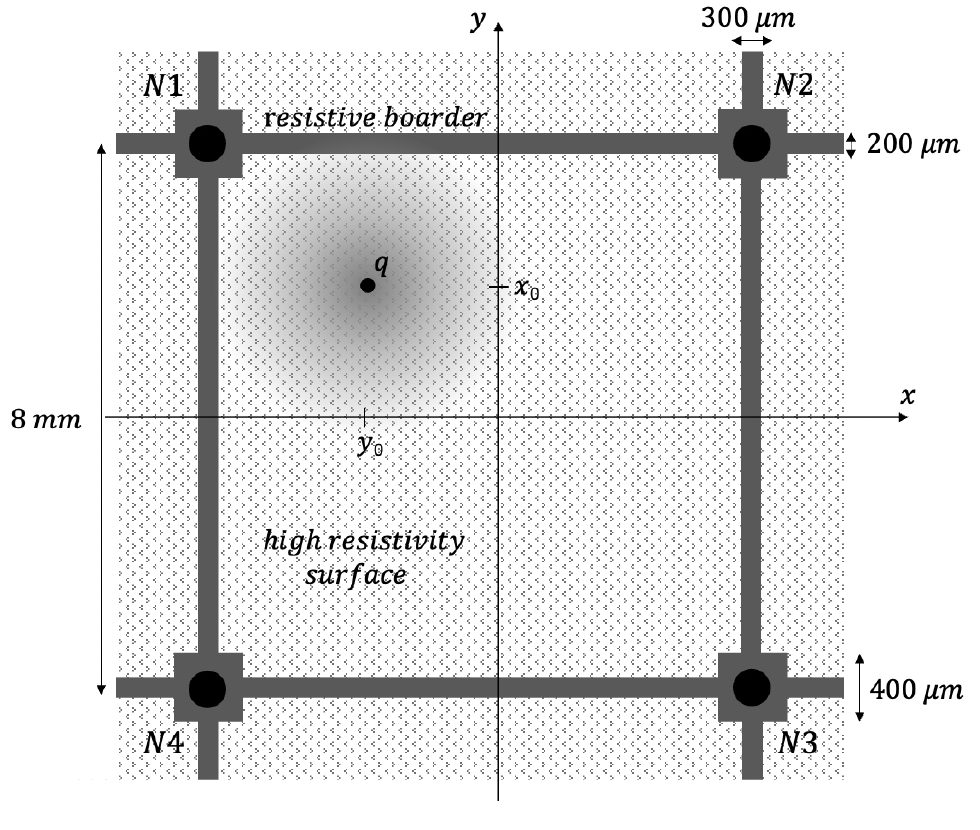 300 μm
y
N1
N2
resistive boarder
200 μm
q
x₀
x
8 mm
y₀
high resistivity
surface
400 μm
N4
N3